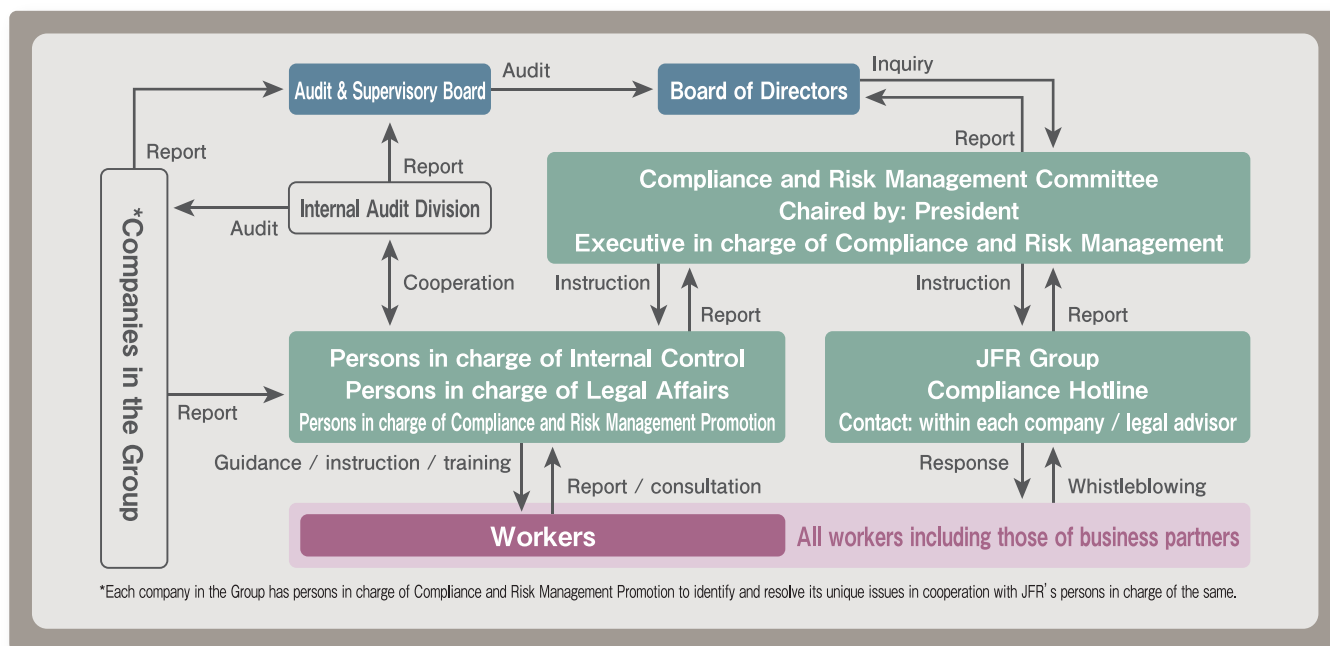 Audit & Supervisory Board
Audit
Board of Directors
Inquiry
Report
Report
Report
Compliance and Risk Management Committee
Chaired by: President
Executive in charge of Compliance and Risk Management
*Companies in the Group
Audit
Internal Audit Division
Cooperation
Instruction
Report
Instruction
Report
Report
Persons in charge of Internal Control
Persons in charge of Legal Affairs
Persons in charge of Compliance and Risk Management Promotion
JFR Group
Compliance Hotline
Contact: within each company / legal advisor
Guidance / instruction / training
Report / consultation
Response
Whistleblowing
Workers
All workers including those of business partners
*Each company in the Group has persons in charge of Compliance and Risk Management Promotion to identify and resolve its unique issues in cooperation with JFR's persons in charge of the same.